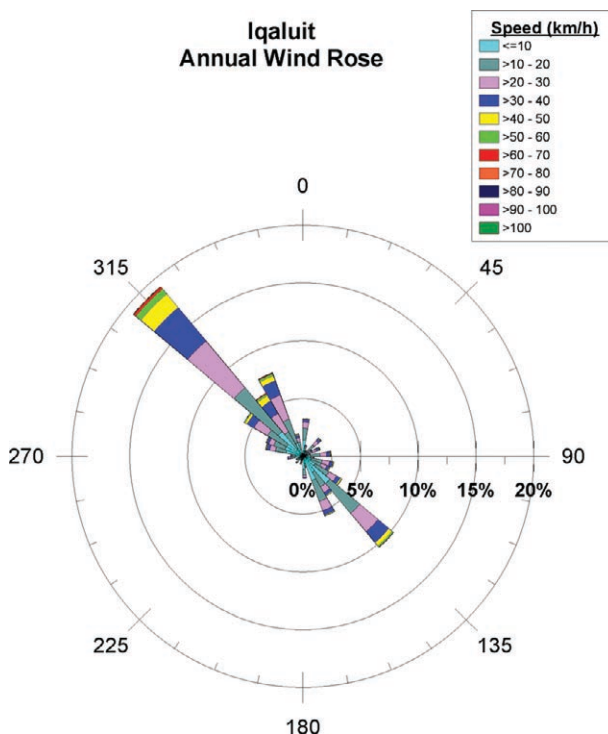 Iqaluit
Annual Wind Rose
Speed (km/h)
<=10
>10 - 20
>20 - 30
>30 - 40
>40 - 50
>50 - 60
>60 - 70
>70 - 80
>80 - 90
>90 - 100
>100
0
315
45
270
90
0% 5% 10% 15% 20%
225
135
180